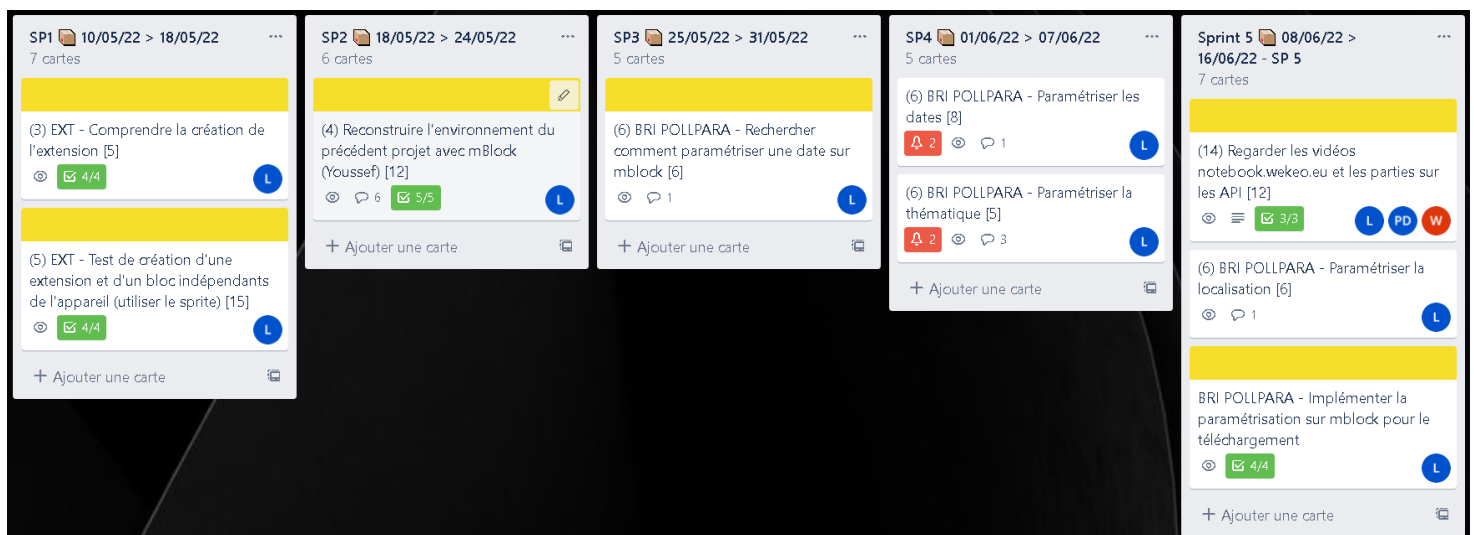 SP1 📦 10/05/22 > 18/05/22
7 cartes
(3) EXT - Comprendre la création de
l'extension [5]
4/4
L
(5) EXT - Test de création d'une
extension et d'un bloc indépendants
de l'appareil (utiliser le sprite) [15]
4/4
L
+ Ajouter une carte
SP2 📦 18/05/22 > 24/05/22
6 cartes
(4) Reconstruire l'environnement du
précédent projet avec mBlock
(Youssef) [12]
6 5/5
L
+ Ajouter une carte
SP3 📦 25/05/22 > 31/05/22
5 cartes
(6) BRI POLLPARA - Rechercher
comment paramétriser une date sur
mblock [6]
1
L
+ Ajouter une carte
SP4 📦 01/06/22 > 07/06/22
5 cartes
(6) BRI POLLPARA - Paramétriser les
dates [8]
2 1
L
(6) BRI POLLPARA - Paramétriser la
thématique [5]
2 3
L
+ Ajouter une carte
Sprint 5 📦 08/06/22 >
16/06/22 - SP 5
7 cartes
(14) Regarder les vidéos
notebook.wekeo.eu et les parties sur
les API [12]
3/3
L PD W
(6) BRI POLLPARA - Paramétriser la
localisation [6]
1
L
BRI POLLPARA - Implémenter la
paramétrisation sur mblock pour le
téléchargement
4/4
L
+ Ajouter une carte